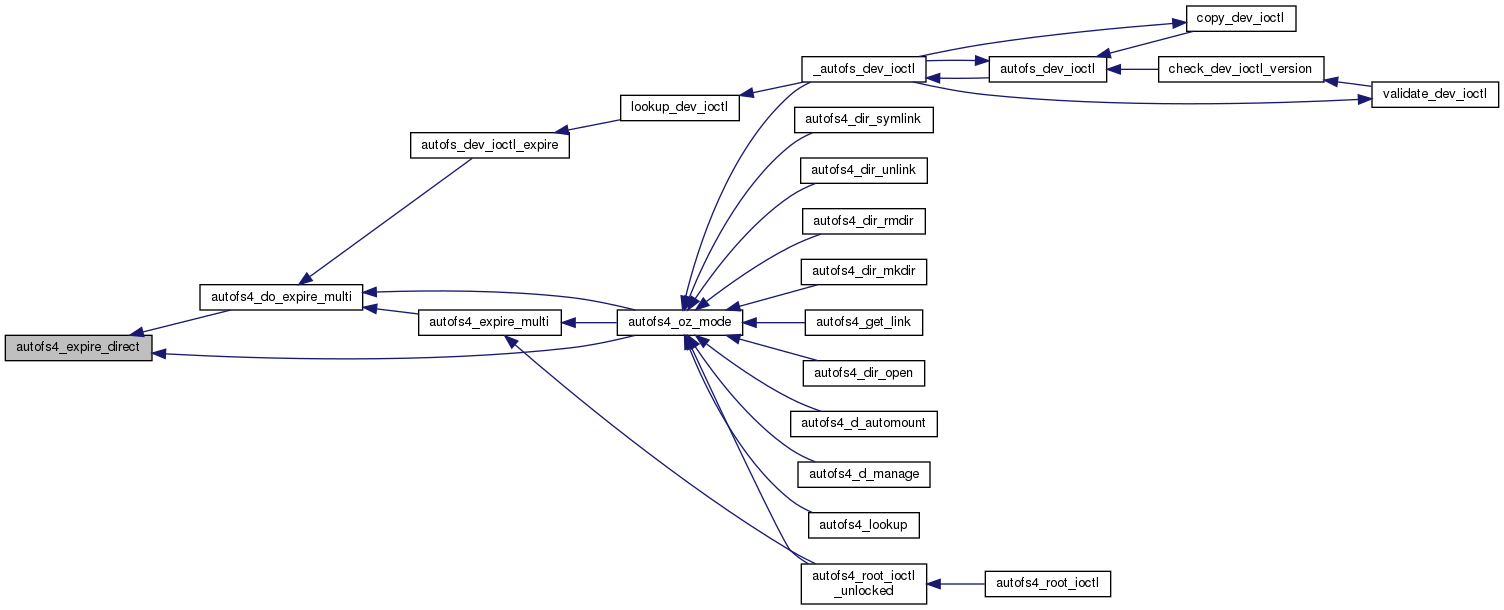 copy_dev_ioctl
_autofs_dev_ioctl
autofs_dev_ioctl
check_dev_ioctl_version
validate_dev_ioctl
lookup_dev_ioctl
autofs4_dir_symlink
autofs_dev_ioctl_expire
autofs4_dir_unlink
autofs4_dir_rmdir
autofs4_dir_mkdir
autofs4_do_expire_multi
autofs4_expire_multi
autofs4_oz_mode
autofs4_get_link
autofs4_expire_direct
autofs4_dir_open
autofs4_d_automount
autofs4_d_manage
autofs4_lookup
autofs4_root_ioctl
_unlocked
autofs4_root_ioctl